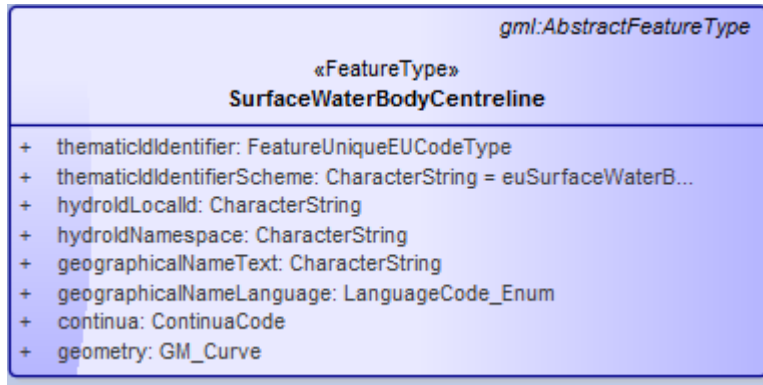 gml:AbstractFeatureType
«FeatureType»
SurfaceWaterBodyCentreline
+ thematicIdIdentifier: FeatureUniqueEUCodeType
+ thematicIdIdentifierScheme: CharacterString = euSurfaceWaterB...
+ hydroIdLocalId: CharacterString
+ hydroIdNamespace: CharacterString
+ geographicalNameText: CharacterString
+ geographicalNameLanguage: LanguageCode_Enum
+ continua: ContinuaCode
+ geometry: GM_Curve